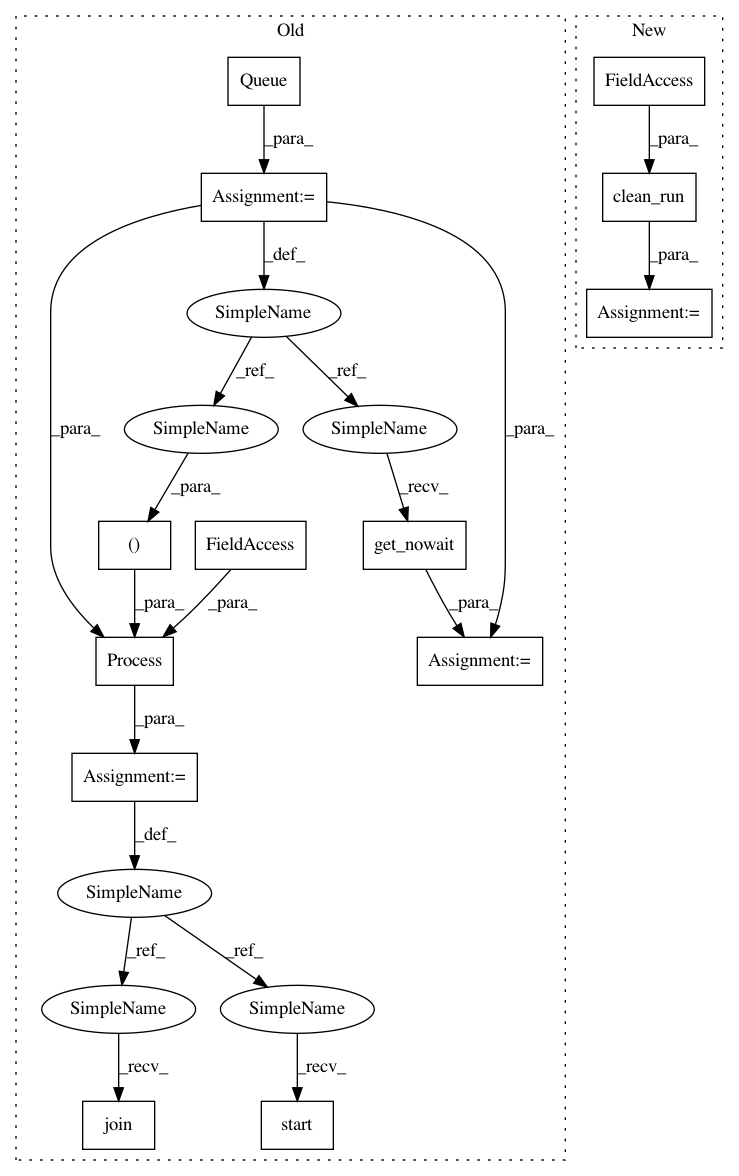 Old
New
Queue
FieldAccess
_para_
_para_
Assignment:=
clean_run
_def_
_para_
SimpleName
Assignment:=
_ref_
_ref_
_para_
_para_
SimpleName
SimpleName
_para_
_recv_
()
FieldAccess
get_nowait
_para_
_para_
_para_
Process
Assignment:=
_para_
Assignment:=
_def_
SimpleName
_ref_
_ref_
SimpleName
SimpleName
_recv_
_recv_
join
start